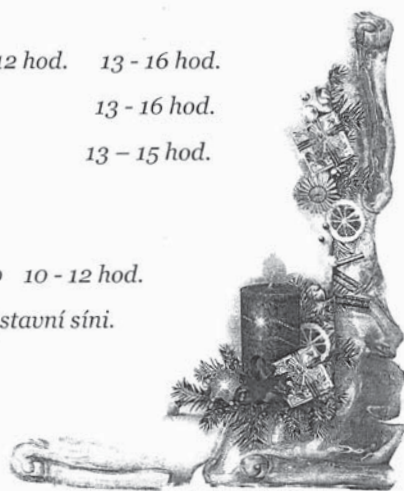 12 hod. 13 - 16 hod.
13 - 16 hod.
13 – 15 hod.
10 - 12 hod.
stavní síni.